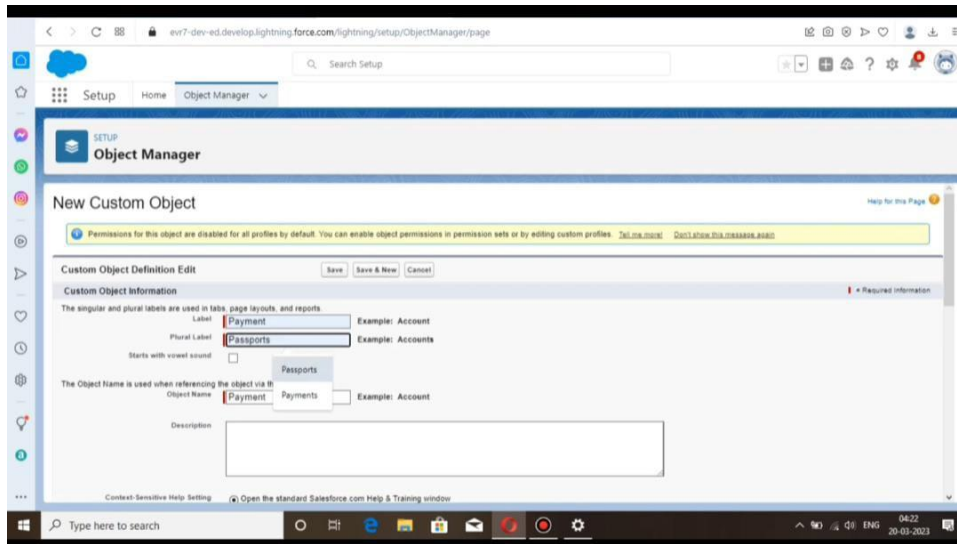 evr7-dev-ed.develop.lightning.force.com/lightning/setup/ObjectManager/page
Search Setup
Setup Home Object Manager
SETUP
Object Manager
New Custom Object
Help for this Page
Permissions for this object are disabled for all profiles by default. You can enable object permissions in permission sets or by editing custom profiles. Tell me more! Don't show this message again
Custom Object Definition Edit Save Save & New Cancel
Custom Object Information = Required Information
The singular and plural labels are used in tabs, page layouts, and reports.
Label Payment Example: Account
Plural Label Passports Example: Accounts
Starts with vowel sound
Passports
The Object Name is used when referencing the object via th
Object Name Payment Payments Example: Account
Description
Context-Sensitive Help Setting Open the standard Salesforce.com Help & Training window
Type here to search ENG 04:22
20-03-2023